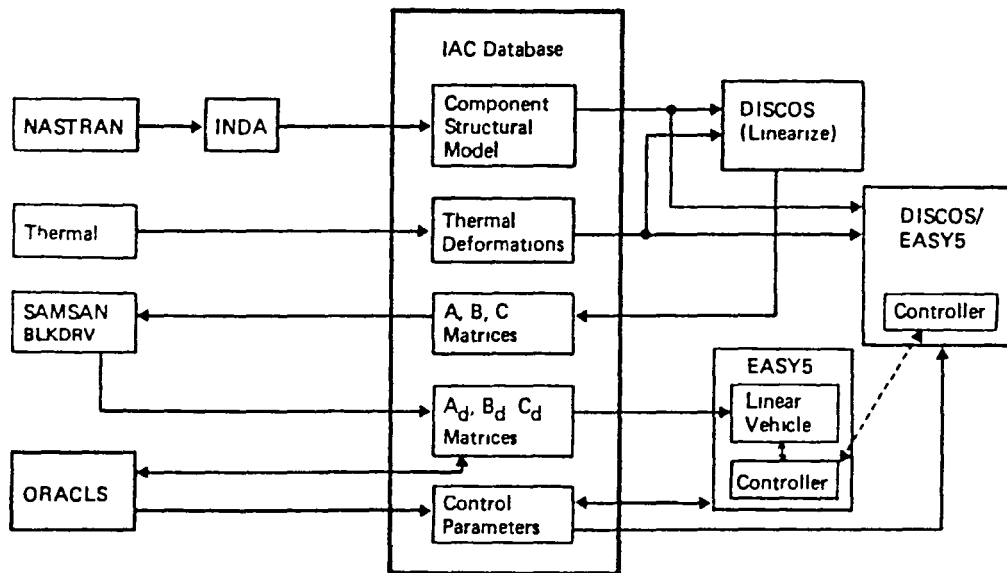 IAC Database
NASTRAN
INDA
Component
Structural
Model
DISCOS
(Linearize)
Thermal
Thermal
Deformations
DISCOS/
EASY5
Controller
SAMSAN
BLKDRV
A, B, C
Matrices
EASY5
Linear
Vehicle
Controller
Ad, Bd Cd
Matrices
ORACLS
Control
Parameters